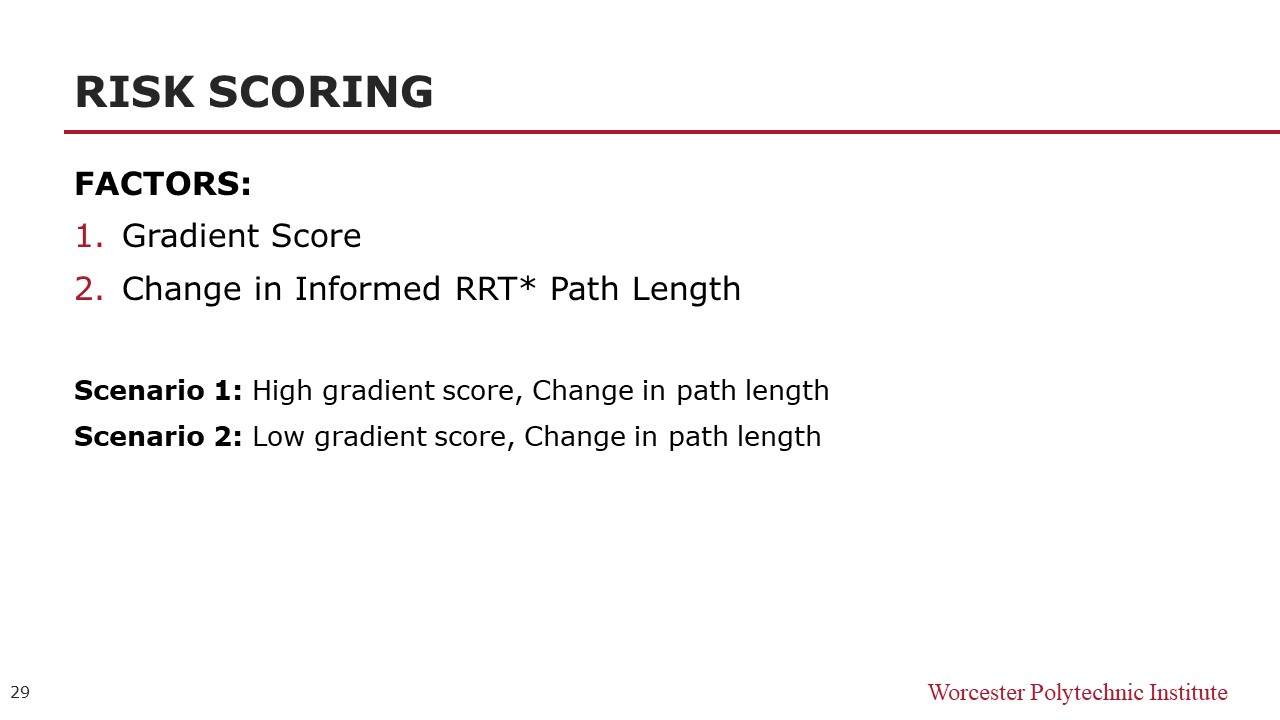 RISK SCORING
FACTORS:
1. Gradient Score
2. Change in Informed RRT* Path Length
Scenario 1: High gradient score, Change in path length
Scenario 2: Low gradient score, Change in path length
29
Worcester Polytechnic Institute